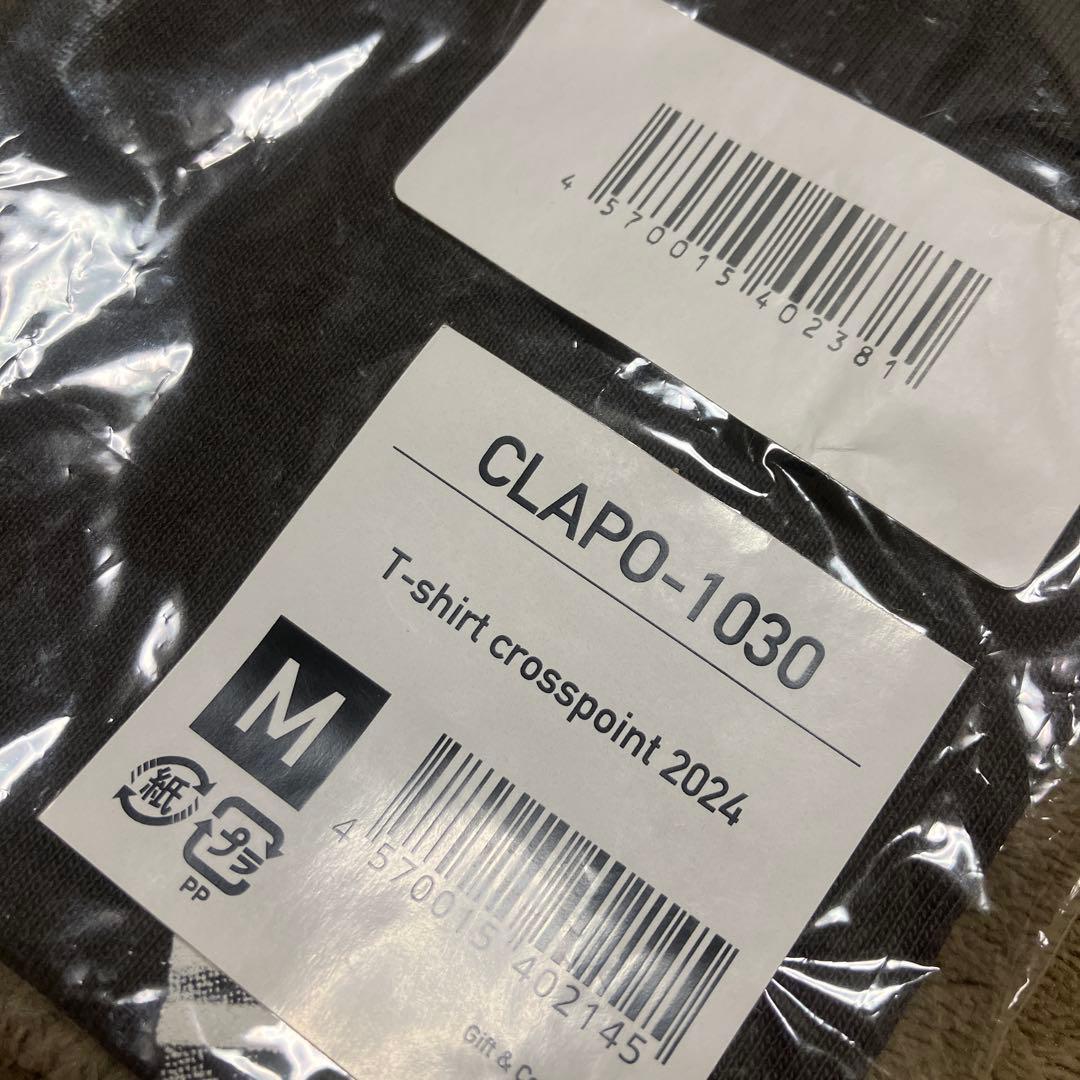 4 570015 402381
CLAPO-1030
T-shirt crosspoint 2024
M
紙
プラ
PP
4 570015 402145
Gift &